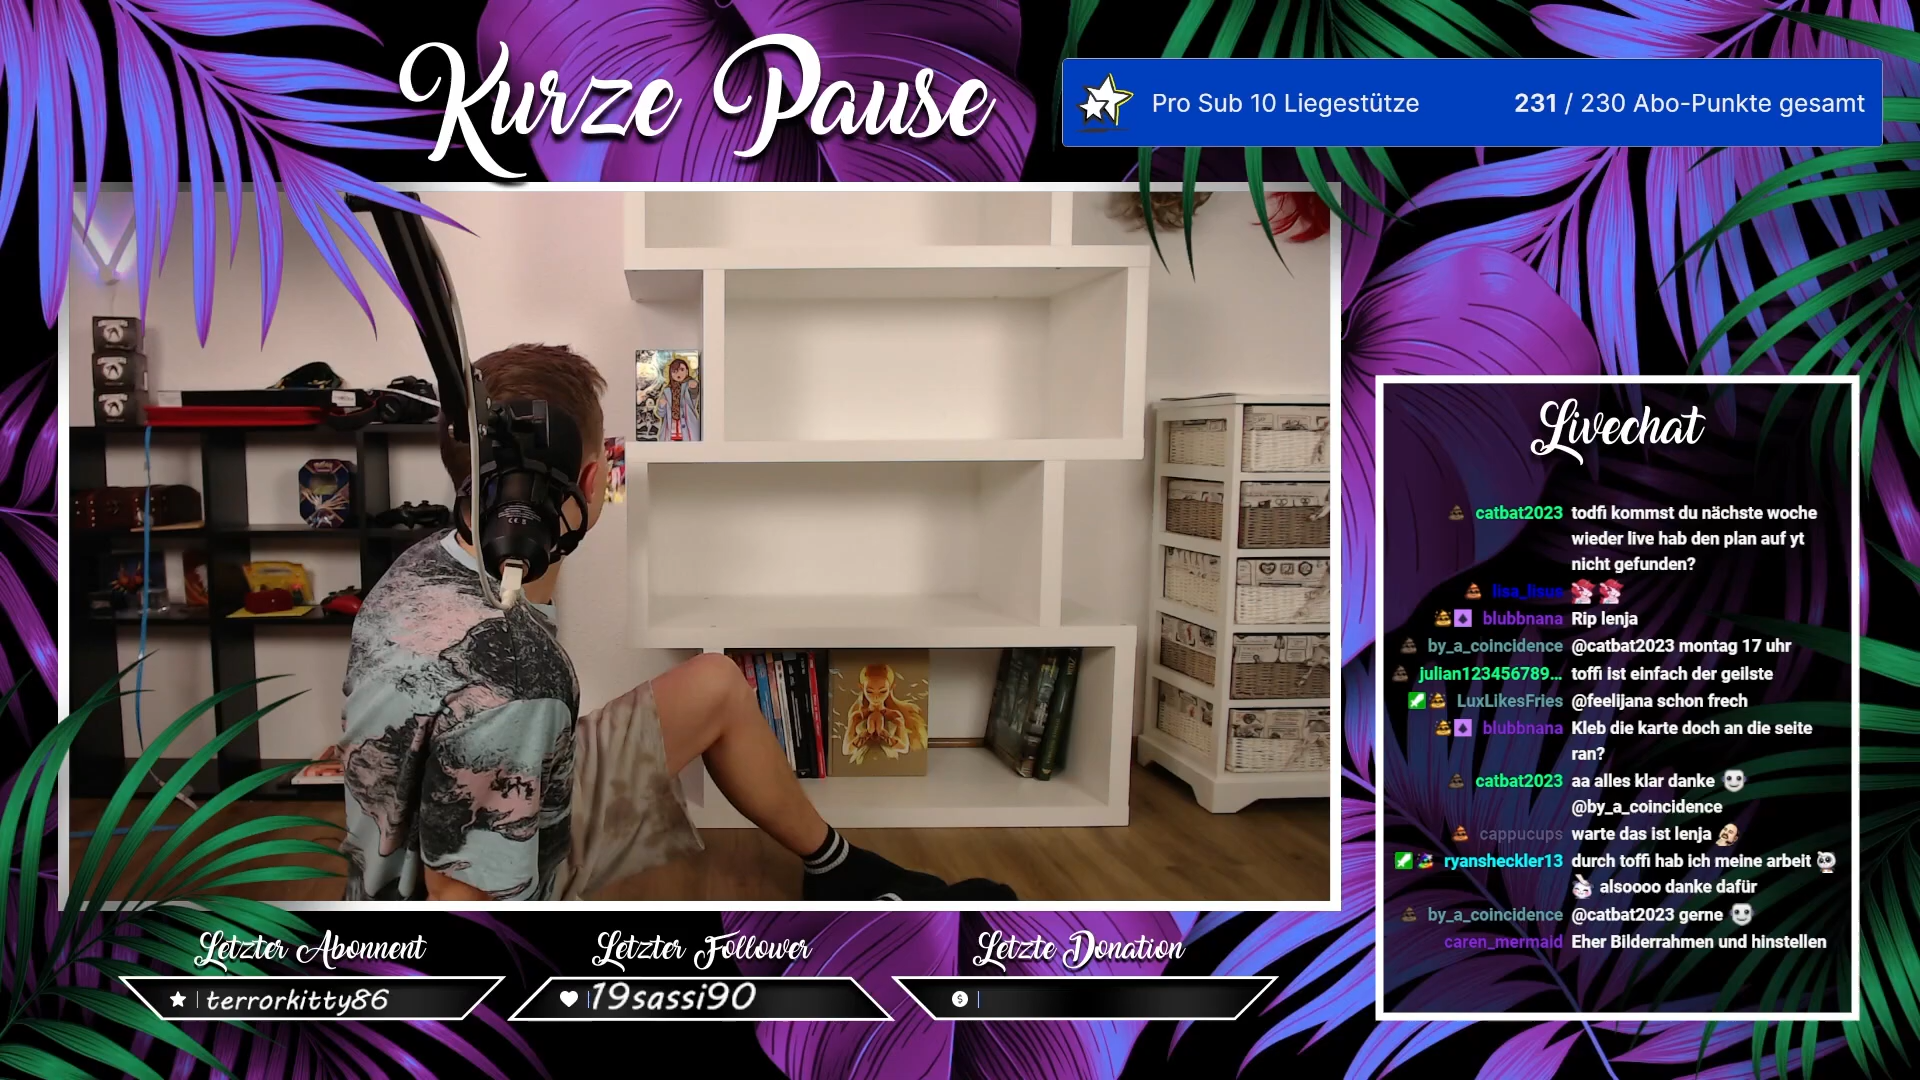 Kurze Pause
Pro Sub 10 Liegestütze
231 / 230 Abo-Punkte gesamt
Livechat
catbat2023 todfi kommst du nächste woche
wieder live hab den plan auf yt
nicht gefunden?
lisa_lisus
blubbnana Rip lenja
by_a_coincidence @catbat2023 montag 17 uhr
julian123456789... toffi ist einfach der geilste
LuxLikesFries @feelijana schon frech
blubbnana Kleb die karte doch an die seite
ran?
catbat2023 aa alles klar danke
@by_a_coincidence
cappucups warte das ist lenja
ryansheckler13 durch toffi hab ich meine arbeit
alsoooo danke dafür
by_a_coincidence @catbat2023 gerne
caren_mermaid Eher Bilderrahmen und hinstellen
Letzter Abonnent
terrorkitty86
Letzter Follower
19sassi90
Letzte Donation